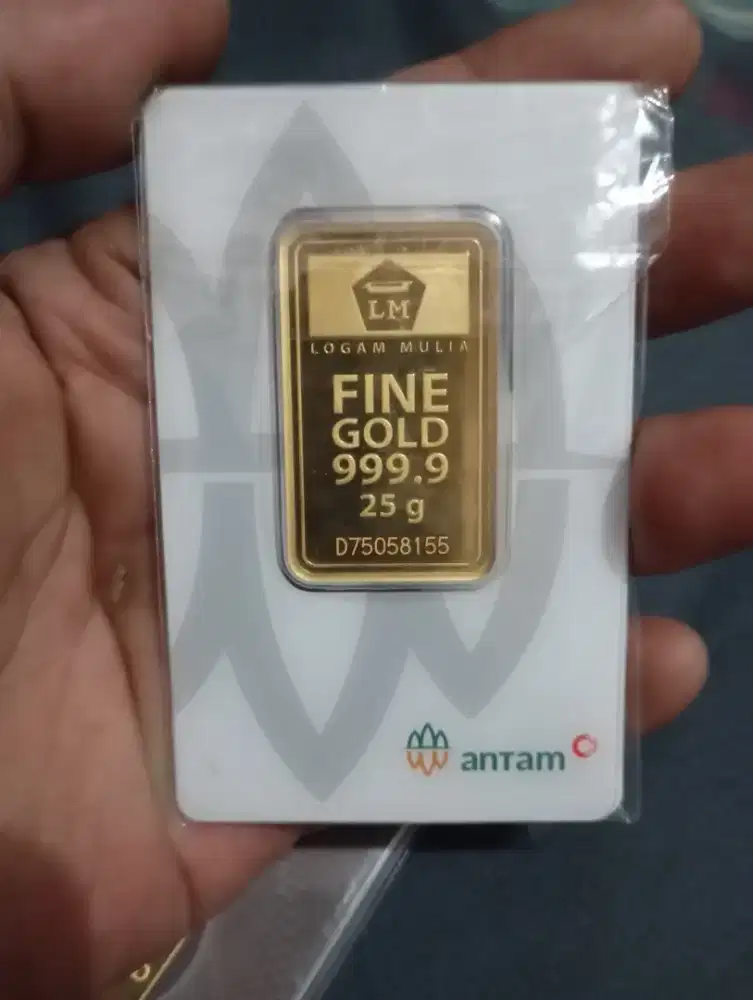 LM
LOGAM MULIA
FINE
GOLD
999.9
25 g
D75058155
antam